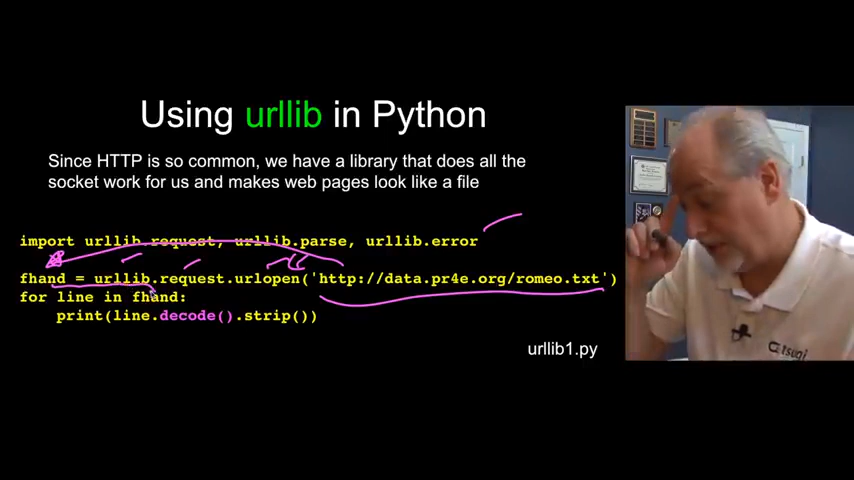 Using urllib in Python
Since HTTP is so common, we have a library that does all the
socket work for us and makes web pages look like a file
import urllib.request, urllib.parse, urllib.error
fhand = urllib.request.urlopen('http://data.pr4e.org/romeo.txt')
for line in fhand:
    print(line.decode().strip())
urllib1.py